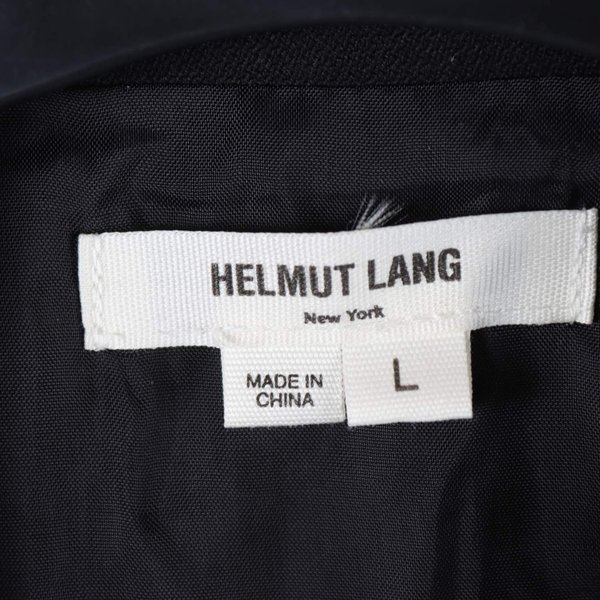 HELMUT LANG
New York
MADE IN
CHINA
L